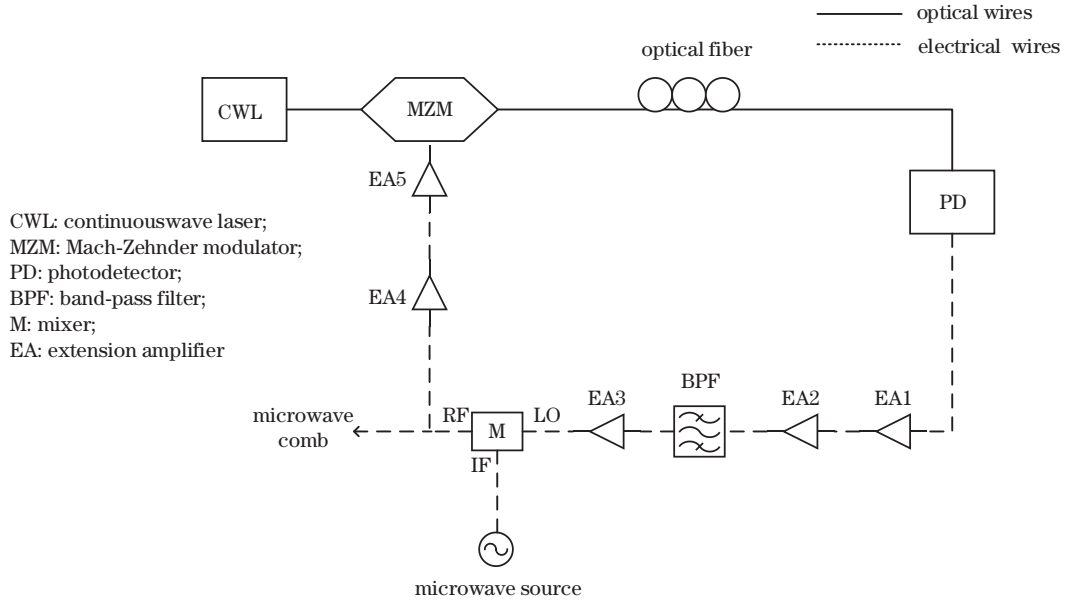 optical wires
electrical wires
optical fiber
CWL
MZM
EA5
PD
CWL: continuouswave laser;
MZM: Mach-Zehnder modulator;
PD: photodetector;
BPF: band-pass filter;
M: mixer;
EA: extension amplifier
EA4
BPF
EA3
EA2
EA1
microwave
comb
RF
M
LO
IF
microwave source